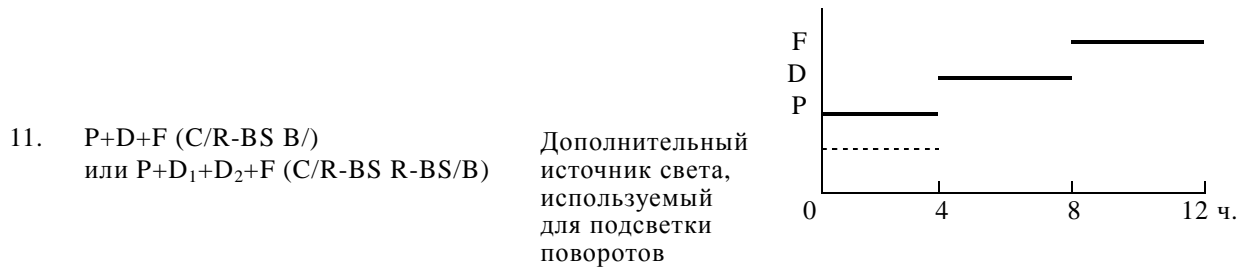 11. P+D+F (C/R-BS B/)
или P+D₁+D₂+F (C/R-BS R-BS/B)
Дополнительный
источник света,
используемый
для подсветки
поворотов
F
D
P
0 4 8 12 ч.